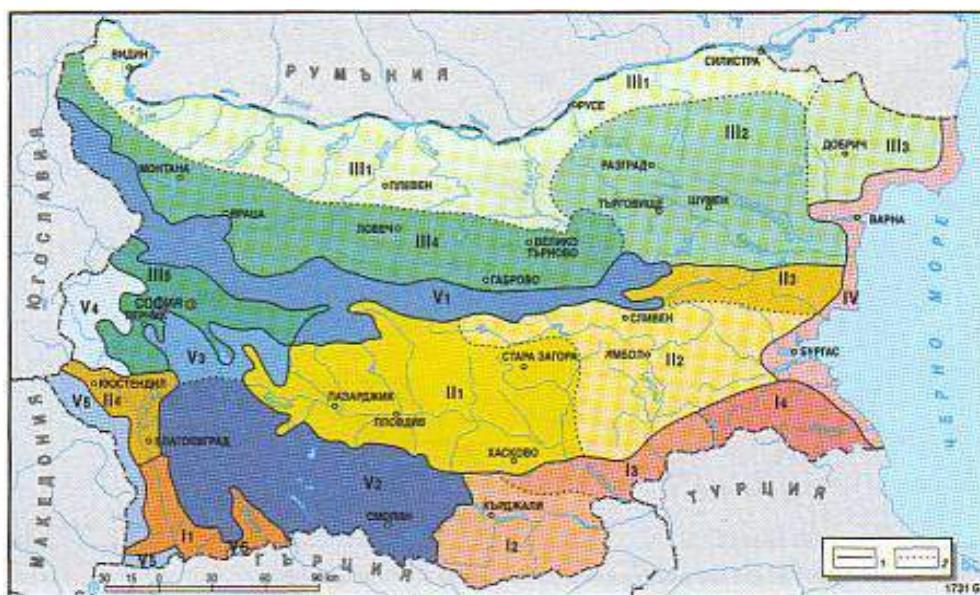 ВИДИН
РУМЪНИЯ
СИЛИСТРА
III1
РУСЕ
III2
III3
ДОБРИЧ
РАЗГРАД
МОНТАНА
III1
ПЛЕВЕН
ТЪРГОВИЩЕ
ШУМЕН
ВАРНА
ВРАЦА
ЛОВЕЧ
III4
ВЕЛИКО
ТЪРНОВО
ЮГОСЛАВИЯ
III5
ГАБРОВО
II3
V4
СОФИЯ
ПЕРНИК
V1
IV
СЛИВЕН
ЧЕРНО МОРЕ
V3
СТАРА ЗАГОРА
ЯМБОЛ
II2
БУРГАС
КЮСТЕНДИЛ
II4
ПАЗАРДЖИК
II1
ПЛОВДИВ
I4
БЛАГОЕВГРАД
ХАСКОВО
I3
МАКЕДОНИЯ
V2
КЪРДЖАЛИ
ТУРЦИЯ
I1
СМОЛЯН
I2
V5
ГЪРЦИЯ
1
2
30 15 0 30 60 90 km